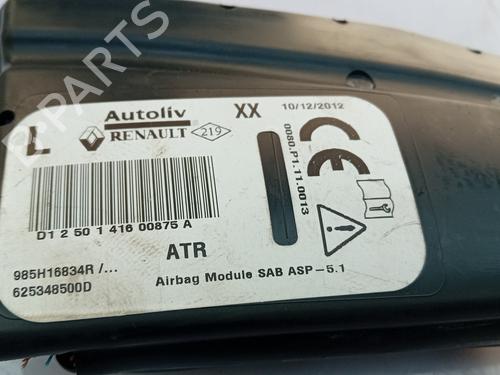 L
Autoliv
XX
10/12/2012
RENAULT
219
CE
0080.P1.11.0013
D1 2 50 1 416 00875 A
ATR
985H16834R /...
625348500D
Airbag Module SAB ASP-5.1
B-PARTS